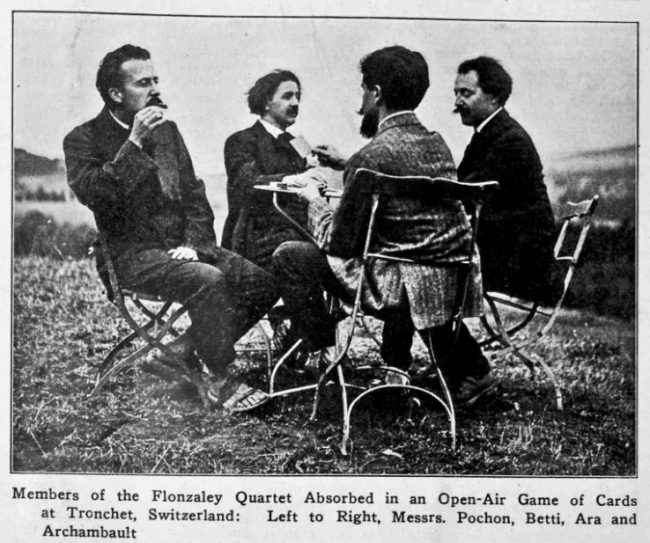 Members of the Flonzaley Quartet Absorbed in an Open-Air Game of Cards
at Tronchet, Switzerland: Left to Right, Messrs. Pochon, Betti, Ara and
Archambault